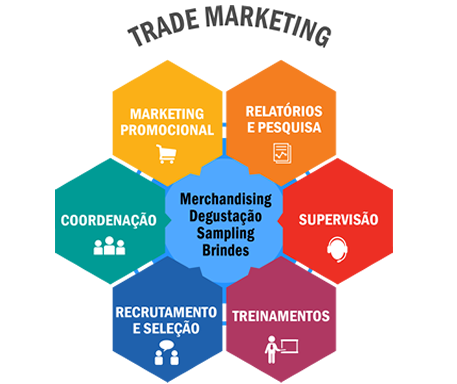 TRADE MARKETING
MARKETING
PROMOCIONAL
RELATÓRIOS
E PESQUISA
COORDENAÇÃO
Merchandising
Degustação
Sampling
Brindes
SUPERVISÃO
RECRUTAMENTO
E SELEÇÃO
TREINAMENTOS